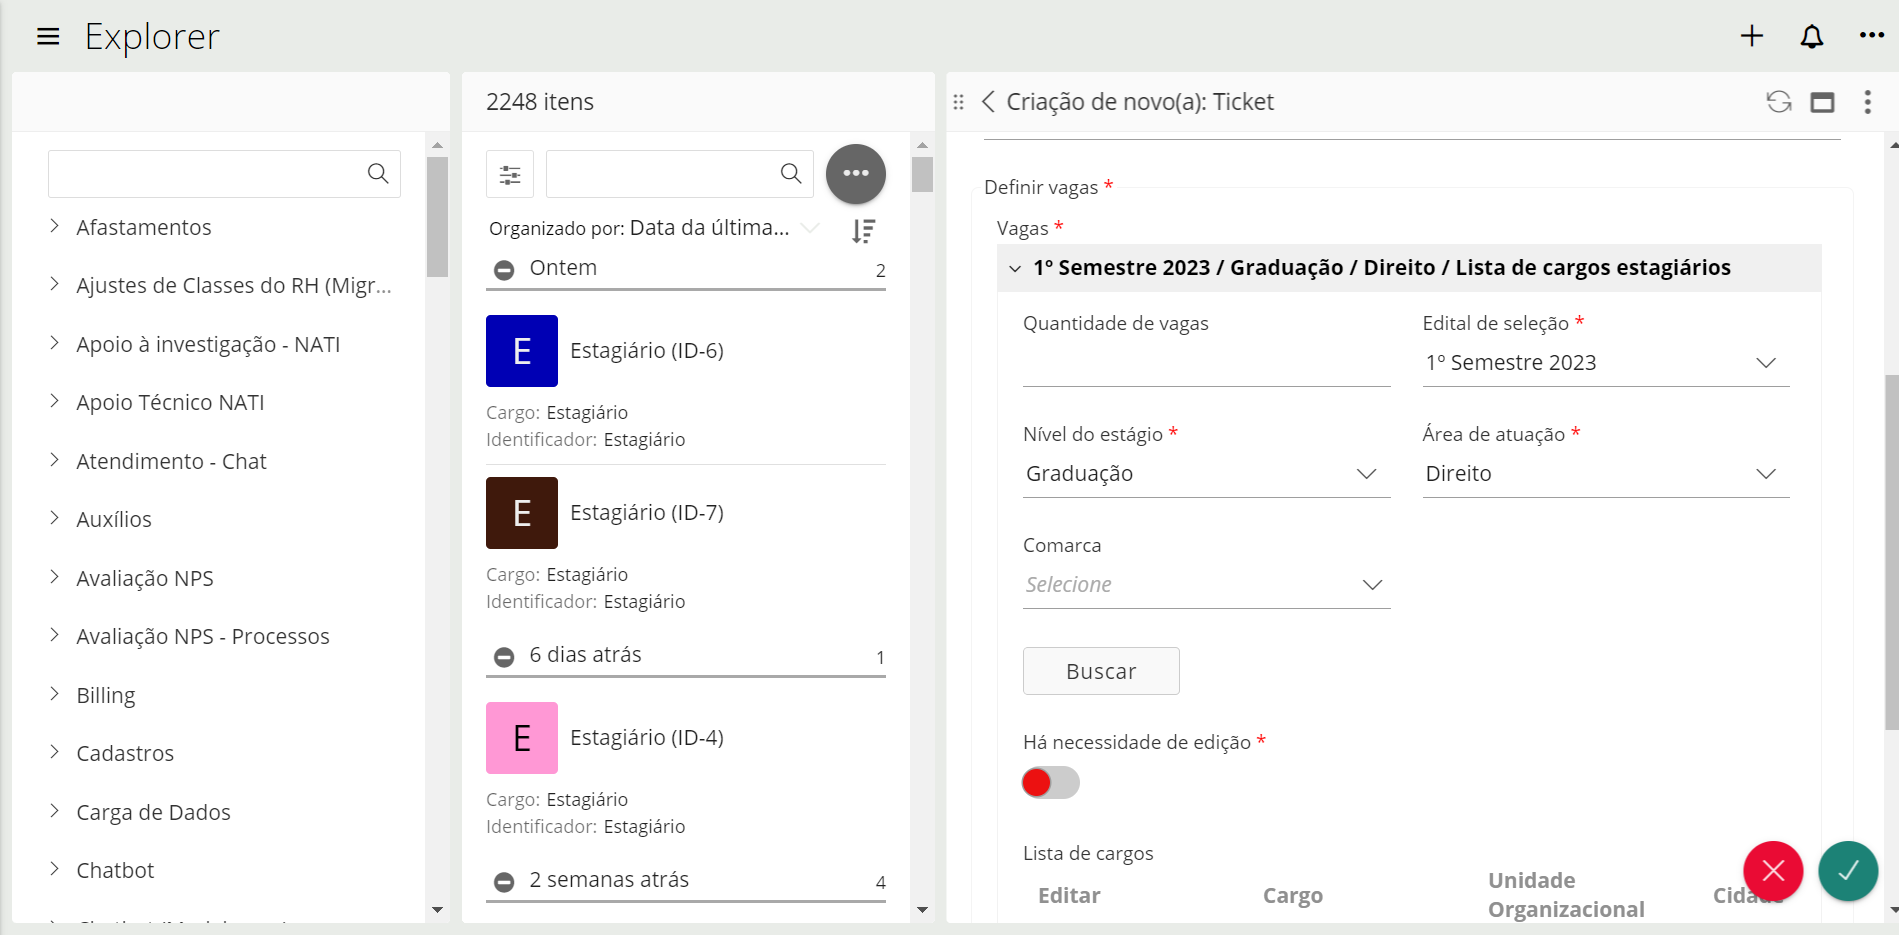 Explorer
Afastamentos
Ajustes de Classes do RH (Migr...
Apoio à investigação - NATI
Apoio Técnico NATI
Atendimento - Chat
Auxílios
Avaliação NPS
Avaliação NPS - Processos
Billing
Cadastros
Carga de Dados
Chatbot
2248 itens
Organizado por: Data da última...
Ontem 2
E Estagiário (ID-6)
Cargo: Estagiário
Identificador: Estagiário
E Estagiário (ID-7)
Cargo: Estagiário
Identificador: Estagiário
6 dias atrás 1
E Estagiário (ID-4)
Cargo: Estagiário
Identificador: Estagiário
2 semanas atrás 4
Criação de novo(a): Ticket
Definir vagas *
Vagas *
1º Semestre 2023 / Graduação / Direito / Lista de cargos estagiários
Quantidade de vagas Edital de seleção *
1º Semestre 2023
Nível do estágio * Área de atuação *
Graduação Direito
Comarca
Selecione
Buscar
Há necessidade de edição *
Lista de cargos
Editar Cargo Unidade Organizacional